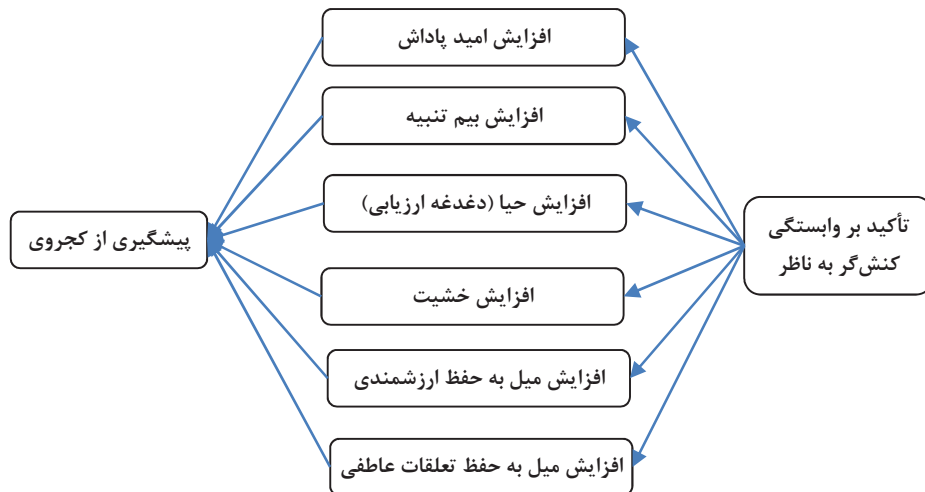 تأکید بر وابستگی
کنش‌گر به ناظر
افزایش امید پاداش
افزایش بیم تنبیه
افزایش حیا (دغدغه ارزیابی)
افزایش خشیت
افزایش میل به حفظ ارزشمندی
افزایش میل به حفظ تعلقات عاطفی
پیشگیری از کجروی